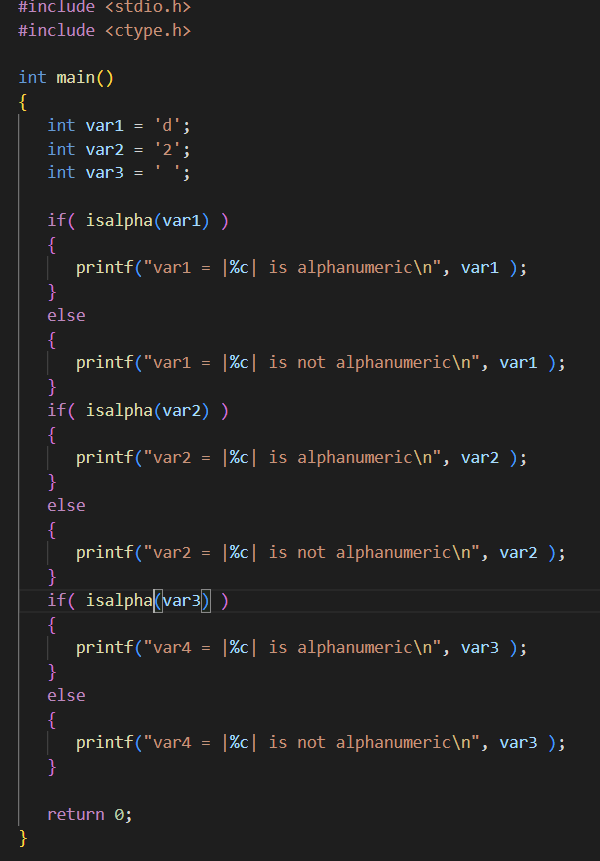 #include <stdio.h>
#include <ctype.h>

int main()
{
   int var1 = 'd';
   int var2 = '2';
   int var3 = ' ';

   if( isalpha(var1) )
   {
      printf("var1 = |%c| is alphanumeric\n", var1 );
   }
   else
   {
      printf("var1 = |%c| is not alphanumeric\n", var1 );
   }
   if( isalpha(var2) )
   {
      printf("var2 = |%c| is alphanumeric\n", var2 );
   }
   else
   {
      printf("var2 = |%c| is not alphanumeric\n", var2 );
   }
   if( isalpha(var3) )
   {
      printf("var4 = |%c| is alphanumeric\n", var3 );
   }
   else
   {
      printf("var4 = |%c| is not alphanumeric\n", var3 );
   }

   return 0;
}